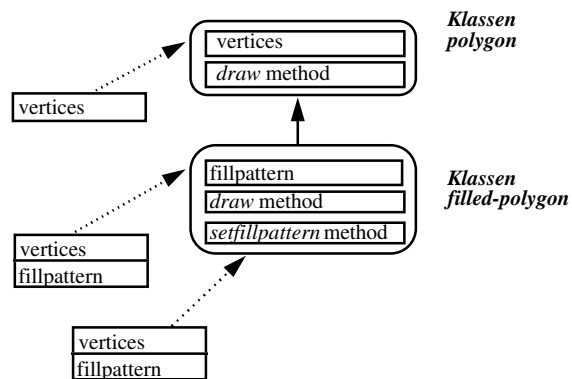 Klassen
polygon
vertices
draw method
vertices
fillpattern
draw method
setfillpattern method
Klassen
filled-polygon
vertices
fillpattern
vertices
fillpattern